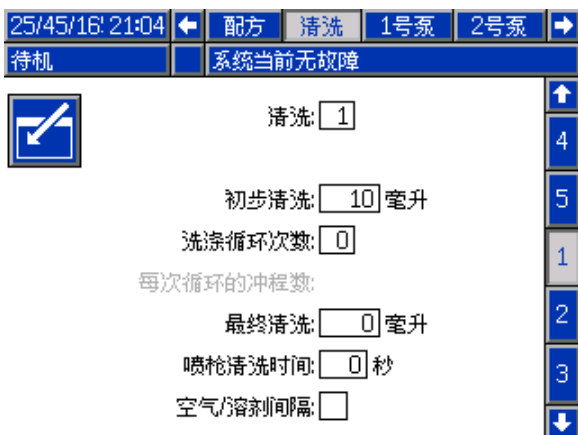 25/45/16 21:04 配方 清洗 1号泵 2号泵
待机 系统当前无故障
清洗: 1
4
初步清洗: 10 毫升
5
洗涤循环次数: 0
1
每次循环的冲程数:
最终清洗: 0 毫升
2
喷枪清洗时间: 0 秒
3
空气/溶剂间隔: